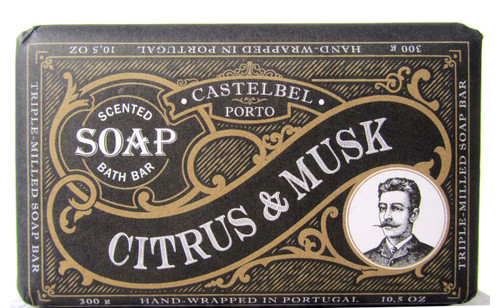 300 g HAND-WRAPPED IN PORTUGAL 10,5 OZ
TRIPLE-MILLED SOAP BAR
SCENTED
SOAP
BATH BAR
• CASTELBEL •
PORTO
CITRUS & MUSK
TRIPLE-MILLED SOAP BAR
300 g HAND-WRAPPED IN PORTUGAL 10,5 OZ